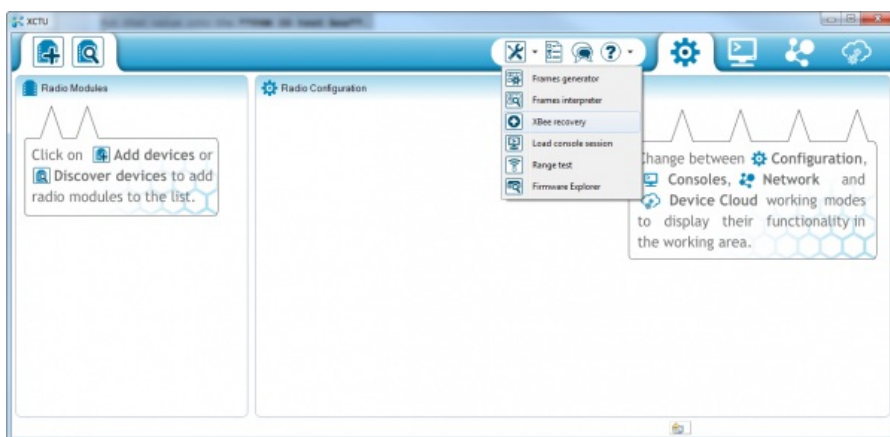 XCTU
Radio Modules
Click on Add devices or
Discover devices to add
radio modules to the list.
Radio Configuration
Frames generator
Frames interpreter
XBee recovery
Load console session
Range test
Firmware Explorer
Change between Configuration,
Consoles, Network and
Device Cloud working modes
to display their functionality in
the working area.